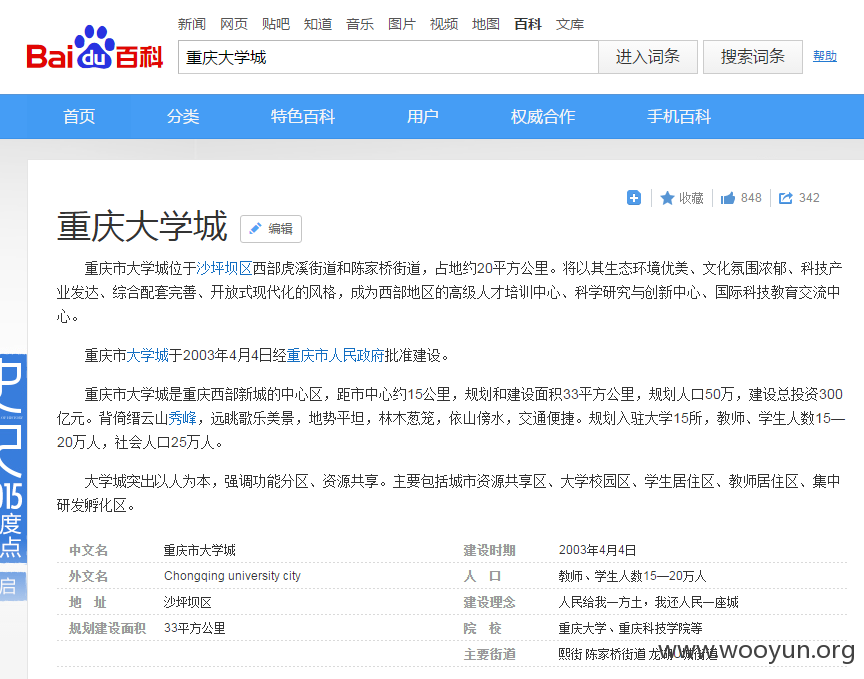 新闻 网页 贴吧 知道 音乐 图片 视频 地图 百科 文库
Bai du 百科
重庆大学城 进入词条 搜索词条 帮助
首页 分类 特色百科 用户 权威合作 手机百科
收藏 848 342
重庆大学城 编辑
重庆市大学城位于沙坪坝区西部虎溪街道和陈家桥街道，占地约20平方公里。将以其生态环境优美、文化氛围浓郁、科技产
业发达、综合配套完善、开放式现代化的风格，成为西部地区的高级人才培训中心、科学研究与创新中心、国际科技教育交流中
心。
重庆市大学城于2003年4月4日经重庆市人民政府批准建设。
重庆市大学城是重庆西部新城的中心区，距市中心约15公里，规划和建设面积33平方公里，规划人口50万，建设总投资300
亿元。背倚缙云山秀峰，远眺歌乐美景，地势平坦，林木葱笼，依山傍水，交通便捷。规划入驻大学15所，教师、学生人数15—
20万人，社会人口25万人。
大学城突出以人为本，强调功能分区、资源共享。主要包括城市资源共享区、大学校园区、学生居住区、教师居住区、集中
研发孵化区。
中文名 重庆市大学城 建设时期 2003年4月4日
外文名 Chongqing university city 人 口 教师、学生人数15—20万人
地 址 沙坪坝区 建设理念 人民给我一方土，我还人民一座城
规划建设面积 33平方公里 院 校 重庆大学、重庆科技学院等
主要街道 熙街 陈家桥街道 龙
015
度
点
启
www.wooyun.org